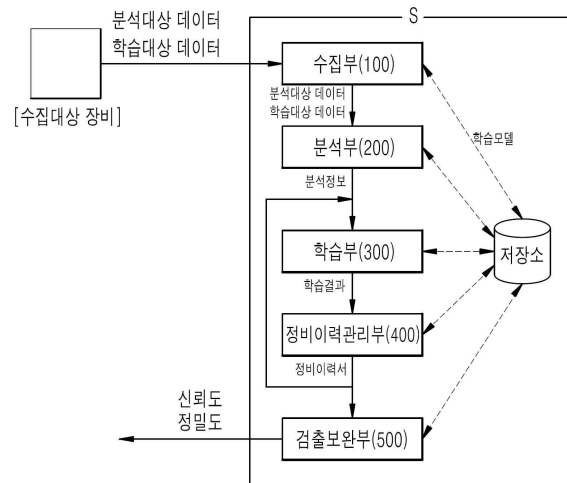 S
분석대상 데이터
학습대상 데이터
[수집대상 장비]
수집부(100)
분석대상 데이터
학습대상 데이터
학습모델
분석부(200)
분석정보
학습부(300)
저장소
학습결과
정비이력관리부(400)
정비이력서
신뢰도
정밀도
검출보완부(500)